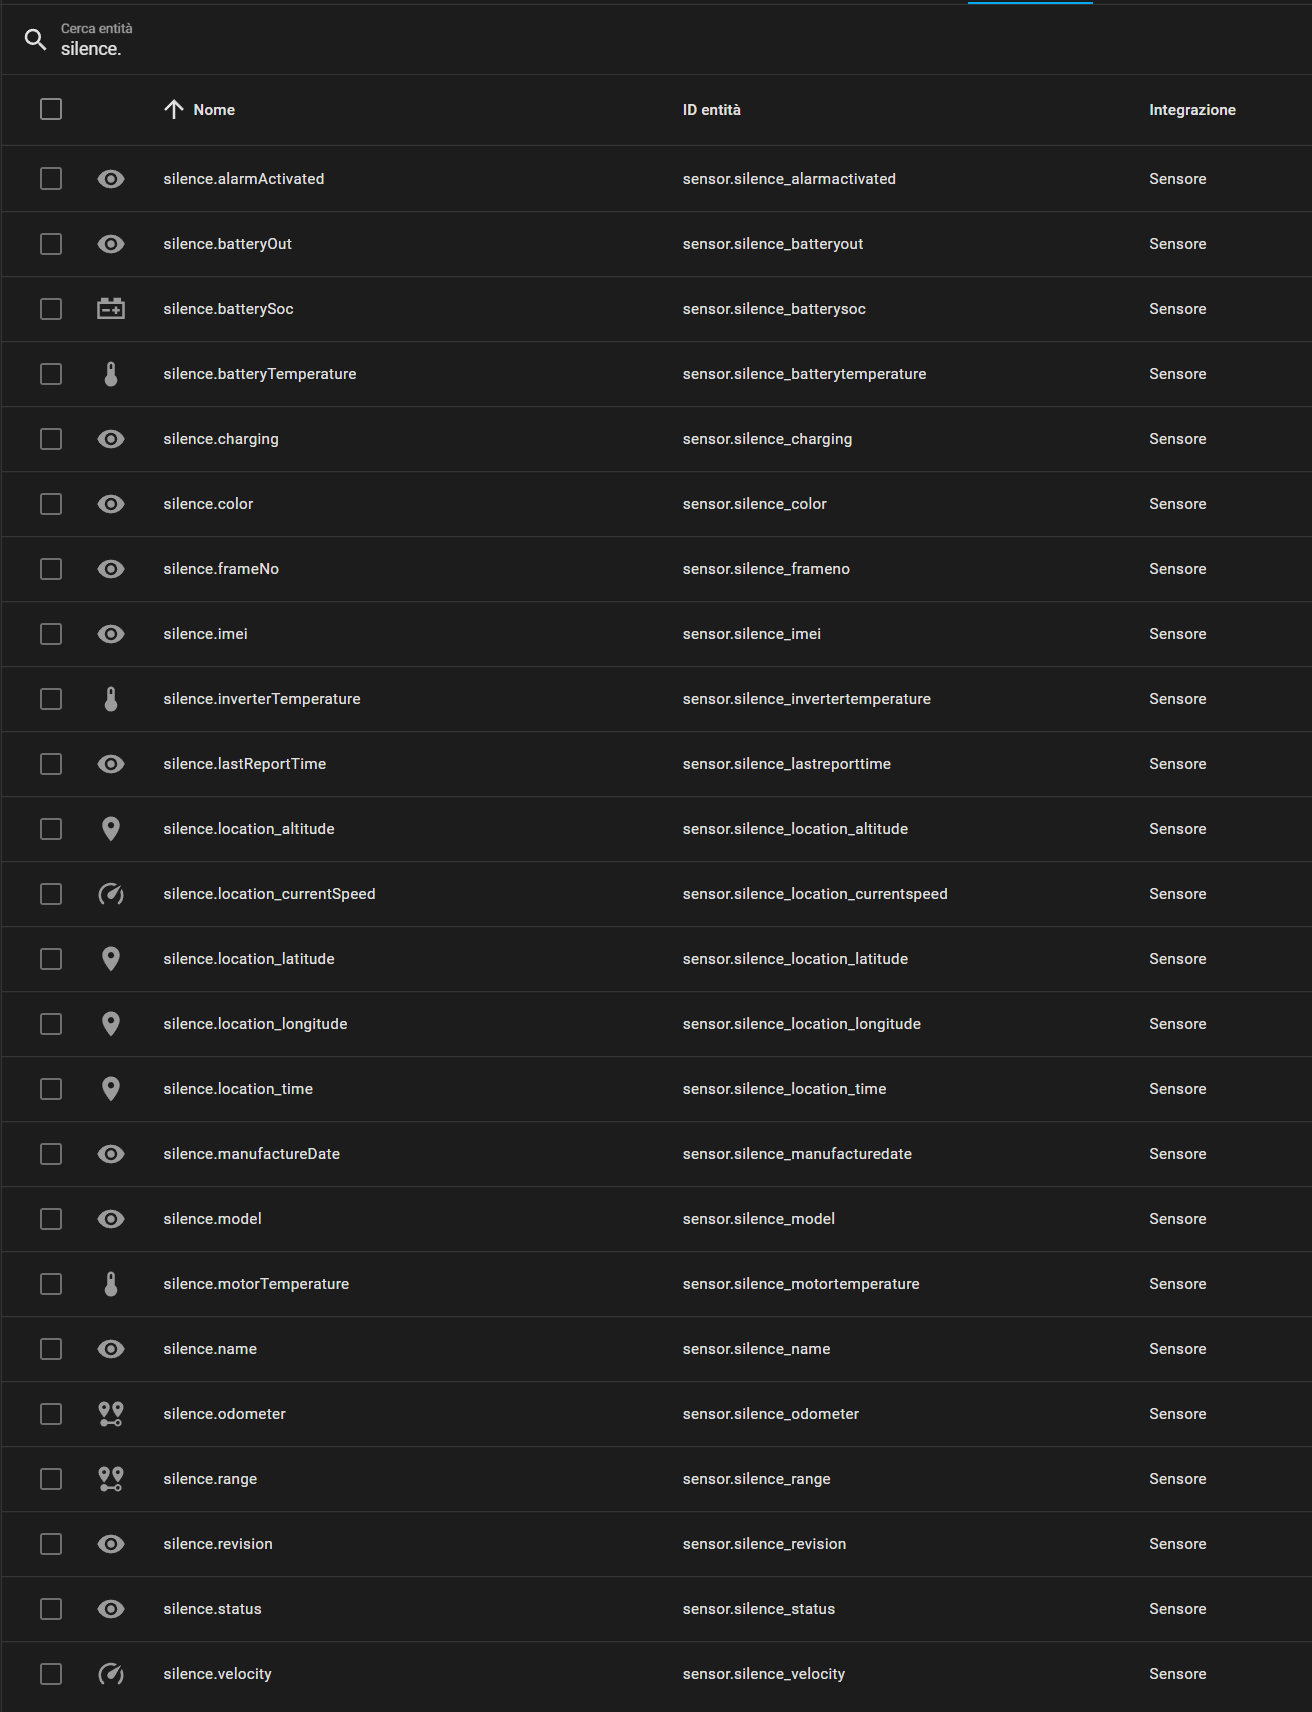 Cerca entità
silence.
Nome ID entità Integrazione
silence.alarmActivated sensor.silence_alarmactivated Sensore
silence.batteryOut sensor.silence_batteryout Sensore
silence.batterySoc sensor.silence_batterysoc Sensore
silence.batteryTemperature sensor.silence_batterytemperature Sensore
silence.charging sensor.silence_charging Sensore
silence.color sensor.silence_color Sensore
silence.frameNo sensor.silence_frameno Sensore
silence.imei sensor.silence_imei Sensore
silence.inverterTemperature sensor.silence_invertertemperature Sensore
silence.lastReportTime sensor.silence_lastreporttime Sensore
silence.location_altitude sensor.silence_location_altitude Sensore
silence.location_currentSpeed sensor.silence_location_currentspeed Sensore
silence.location_latitude sensor.silence_location_latitude Sensore
silence.location_longitude sensor.silence_location_longitude Sensore
silence.location_time sensor.silence_location_time Sensore
silence.manufactureDate sensor.silence_manufacturedate Sensore
silence.model sensor.silence_model Sensore
silence.motorTemperature sensor.silence_motortemperature Sensore
silence.name sensor.silence_name Sensore
silence.odometer sensor.silence_odometer Sensore
silence.range sensor.silence_range Sensore
silence.revision sensor.silence_revision Sensore
silence.status sensor.silence_status Sensore
silence.velocity sensor.silence_velocity Sensore